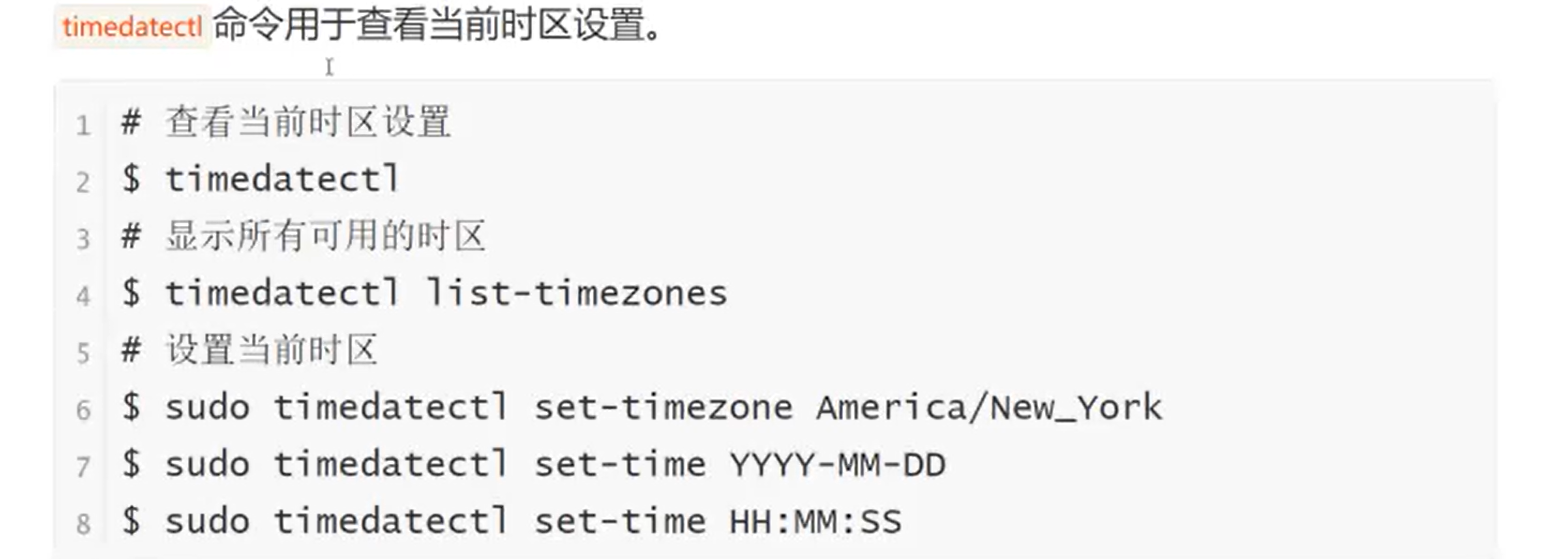 timedatectl命令用于查看当前时区设置。
1 # 查看当前时区设置
2 $ timedatectl
3 # 显示所有可用的时区
4 $ timedatectl list-timezones
5 # 设置当前时区
6 $ sudo timedatectl set-timezone America/New_York
7 $ sudo timedatectl set-time YYYY-MM-DD
8 $ sudo timedatectl set-time HH:MM:SS